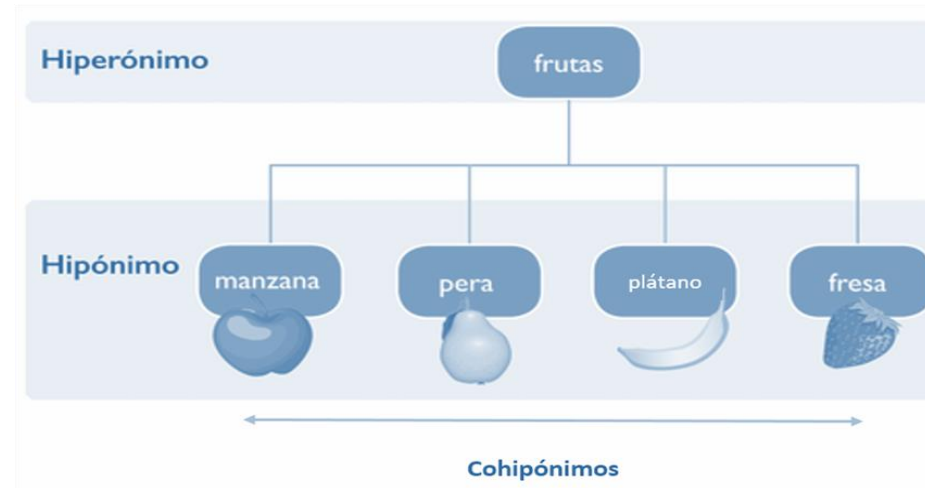 Hiperónimo
frutas
Hipónimo
manzana
pera
plátano
fresa
Cohipónimos